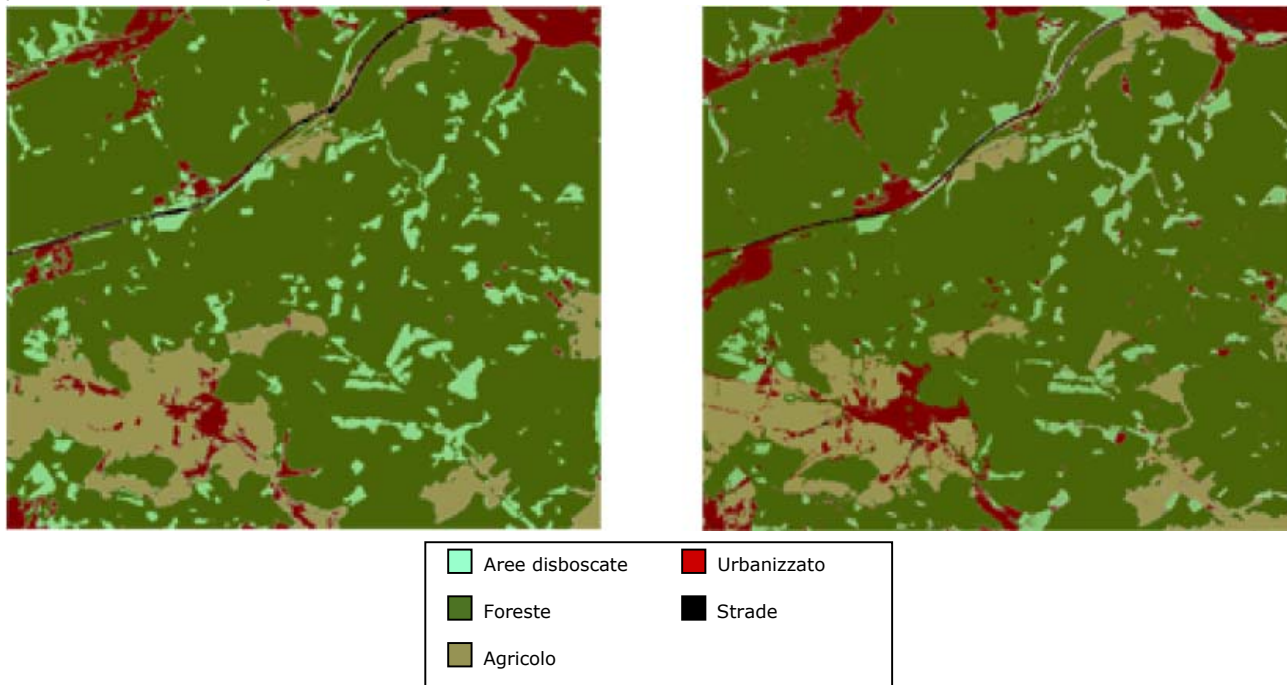 Aree disboscate
Urbanizzato
Foreste
Strade
Agricolo